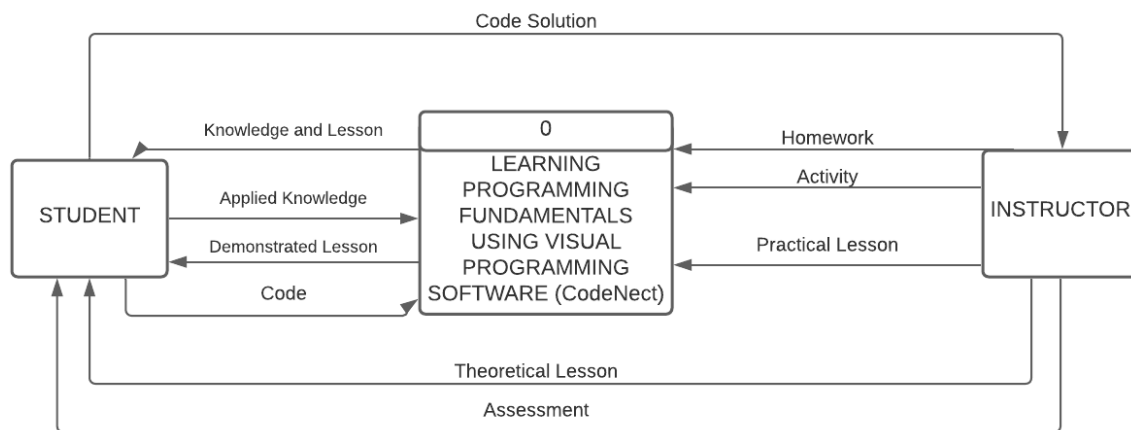 Code Solution
Knowledge and Lesson
0
Homework
LEARNING
PROGRAMMING
FUNDAMENTALS
USING VISUAL
PROGRAMMING
SOFTWARE (CodeNect)
Activity
STUDENT
Applied Knowledge
INSTRUCTOR
Demonstrated Lesson
Practical Lesson
Code
Theoretical Lesson
Assessment